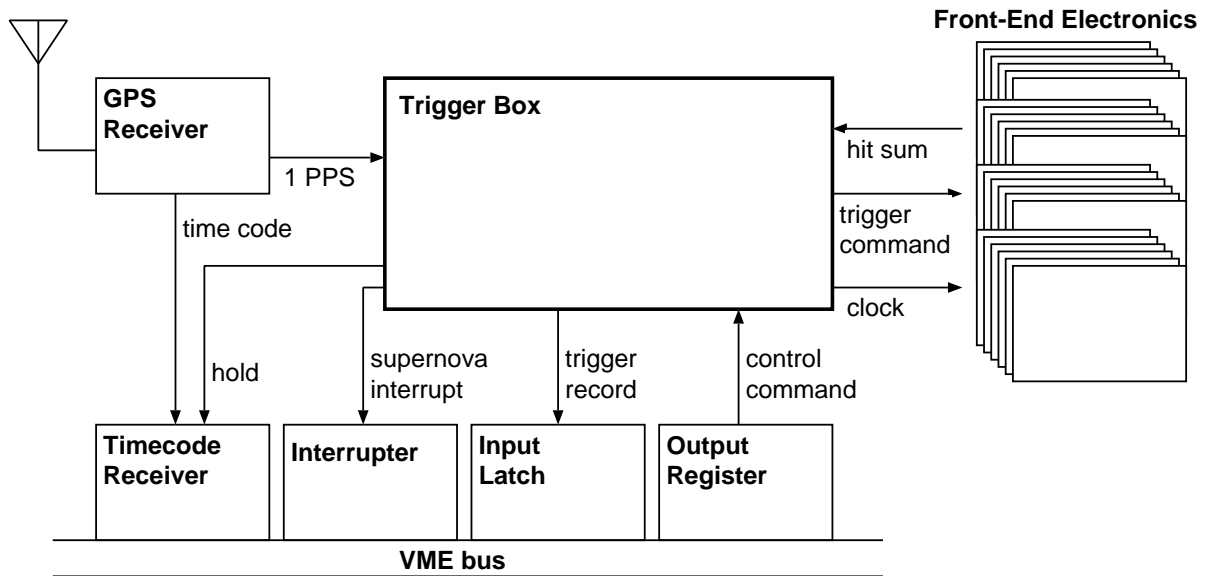 Front-End Electronics
GPS
Receiver
Trigger Box
1 PPS
hit sum
time code
trigger
command
clock
hold
supernova
interrupt
trigger
record
control
command
Timecode
Receiver
Interrupter
Input
Latch
Output
Register
VME bus